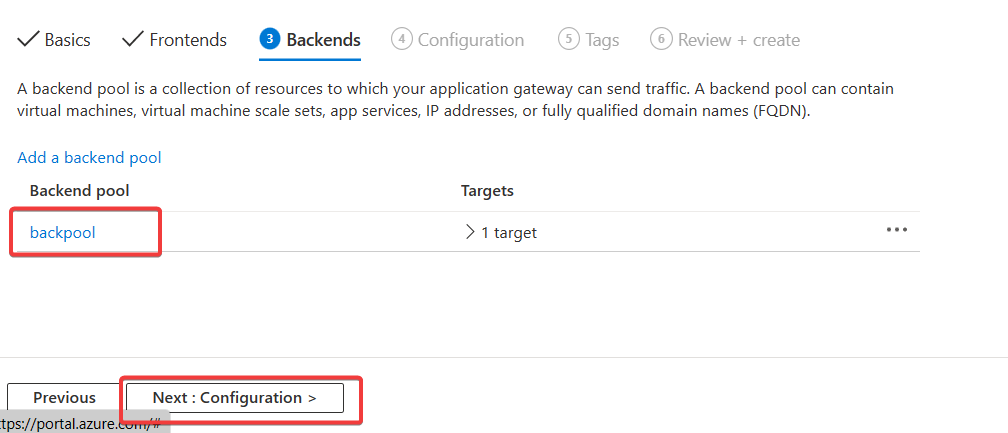 Basics Frontends 3 Backends 4 Configuration 5 Tags 6 Review + create
A backend pool is a collection of resources to which your application gateway can send traffic. A backend pool can contain
virtual machines, virtual machine scale sets, app services, IP addresses, or fully qualified domain names (FQDN).
Add a backend pool
Backend pool Targets
backpool > 1 target •••
Previous Next : Configuration >
ttps://portal.azure.com/#